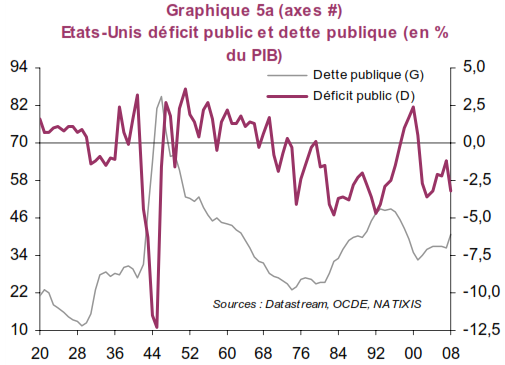 Graphique 5a (axes #)
Etats-Unis déficit public et dette publique (en %
du PIB)
94 5,0
Dette publique (G)
82 2,5
Déficit public (D)
70 0,0
58 -2,5
46 -5,0
34 -7,5
22 -10,0
Sources : Datastream, OCDE, NATIXIS
10 -12,5
20 28 36 44 52 60 68 76 84 92 00 08